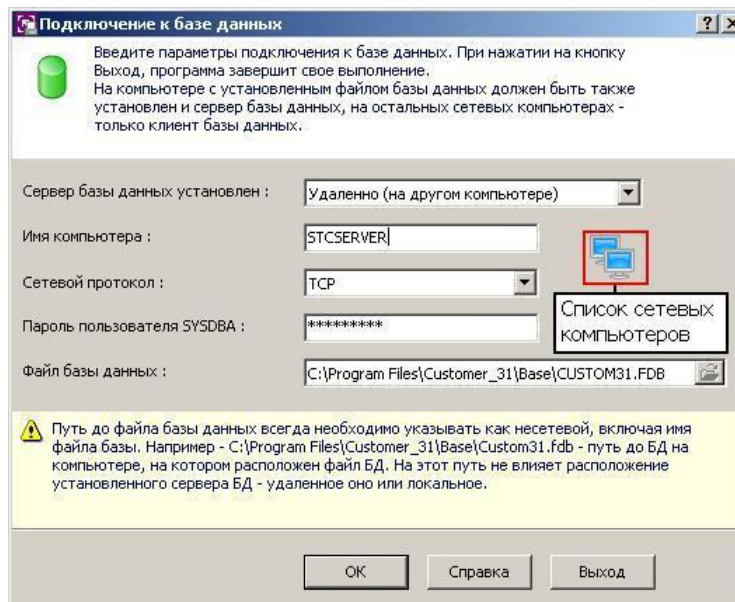 Подключение к базе данных
Введите параметры подключения к базе данных. При нажатии на кнопку
Выход, программа завершит свое выполнение.
На компьютере с установленным файлом базы данных должен быть также
установлен и сервер базы данных, на остальных сетевых компьютерах -
только клиент базы данных.
Сервер базы данных установлен :
Удаленно (на другом компьютере)
Имя компьютера :
STCSERVER
Сетевой протокол :
TCP
Список сетевых
компьютеров
Пароль пользователя SYSDBA :
*********
Файл базы данных :
C:\Program Files\Customer_31\Base\CUSTOM31.FDB
Путь до файла базы данных всегда необходимо указывать как несетевой, включая имя
файла базы. Например - C:\Program Files\Customer_31\Base\Custom31.fdb - путь до БД на
компьютере, на котором расположен файл БД. На этот путь не влияет расположение
установленного сервера БД - удаленное оно или локальное.
OK
Справка
Выход